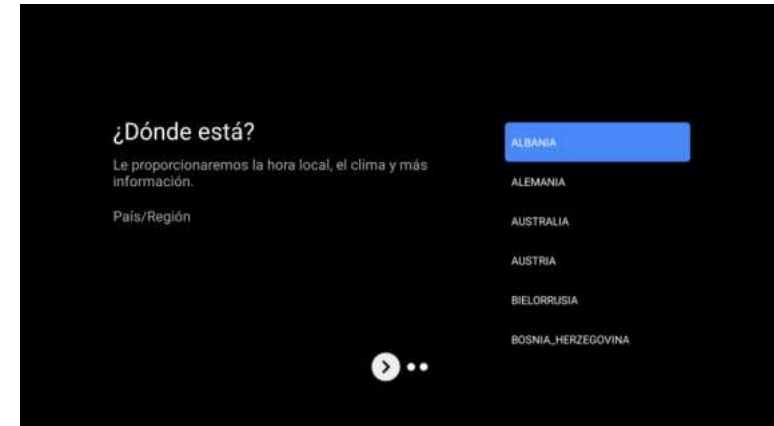 ¿Dónde está?
Le proporcionaremos la hora local, el clima y más
información.
País/Región
ALBANIA
ALEMANIA
AUSTRALIA
AUSTRIA
BIELORRUSIA
BOSNIA_HERZEGOVINA